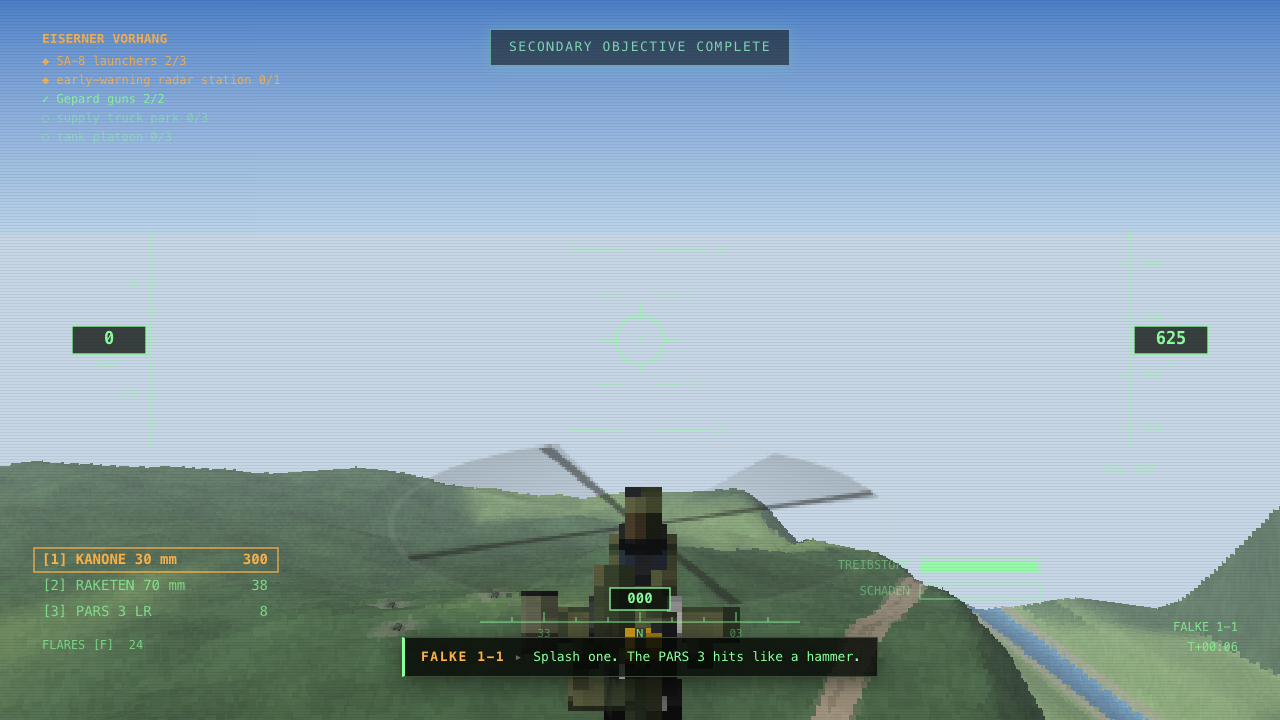 SECONDARY OBJECTIVE COMPLETE
EISERNER VORHANG
◆ SA-8 launchers 2/3
◆ early-warning radar station 0/1
✓ Gepard guns 2/2
○ supply truck park 0/3
○ tank platoon 0/3
0
625
[1] KANONE 30 mm 300
[2] RAKETEN 70 mm 38
[3] PARS 3 LR 8
FLARES [F] 24
SCHADEN
000
33 N 03
FALKE 1-1 ▸ Splash one. The PARS 3 hits like a hammer.
FALKE 1-1
T+00:06